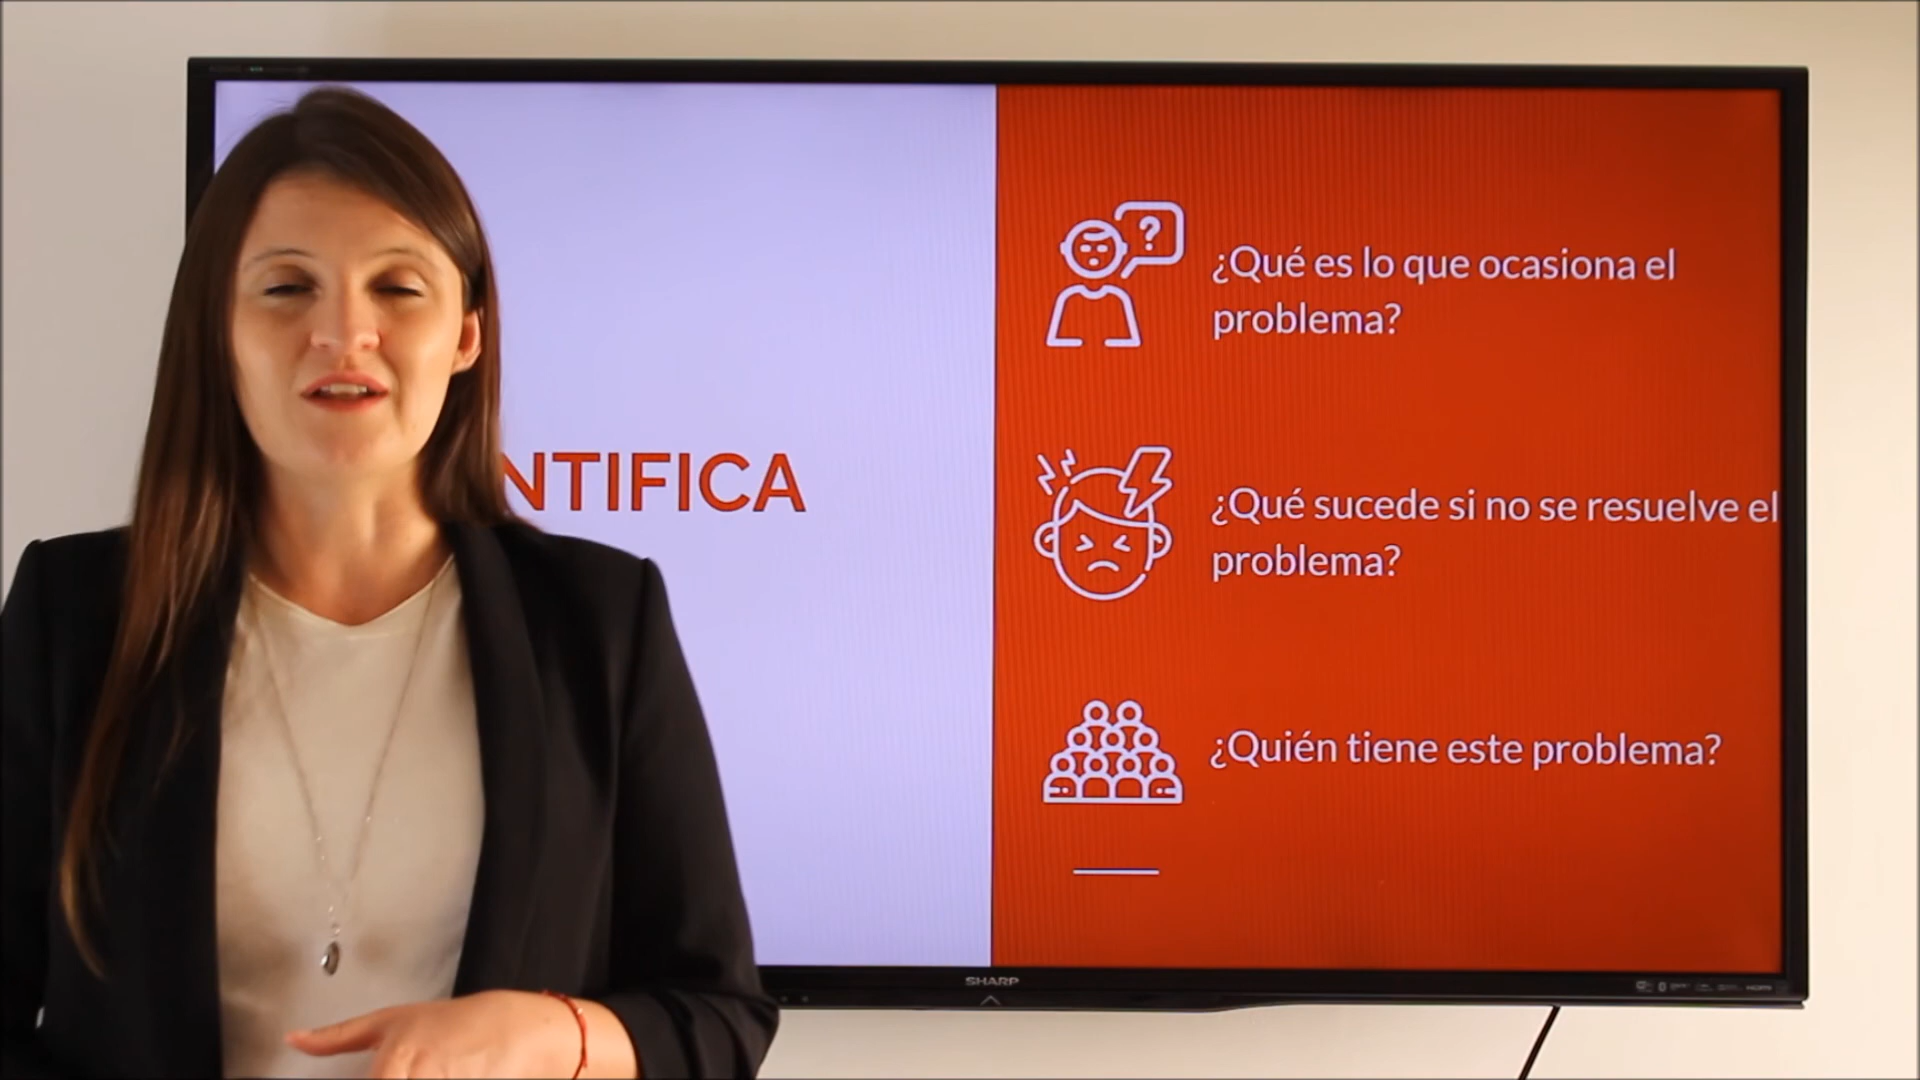 NTIFICA
?
¿Qué es lo que ocasiona el
problema?
¿Qué sucede si no se resuelve el
problema?
¿Quién tiene este problema?
SHARP